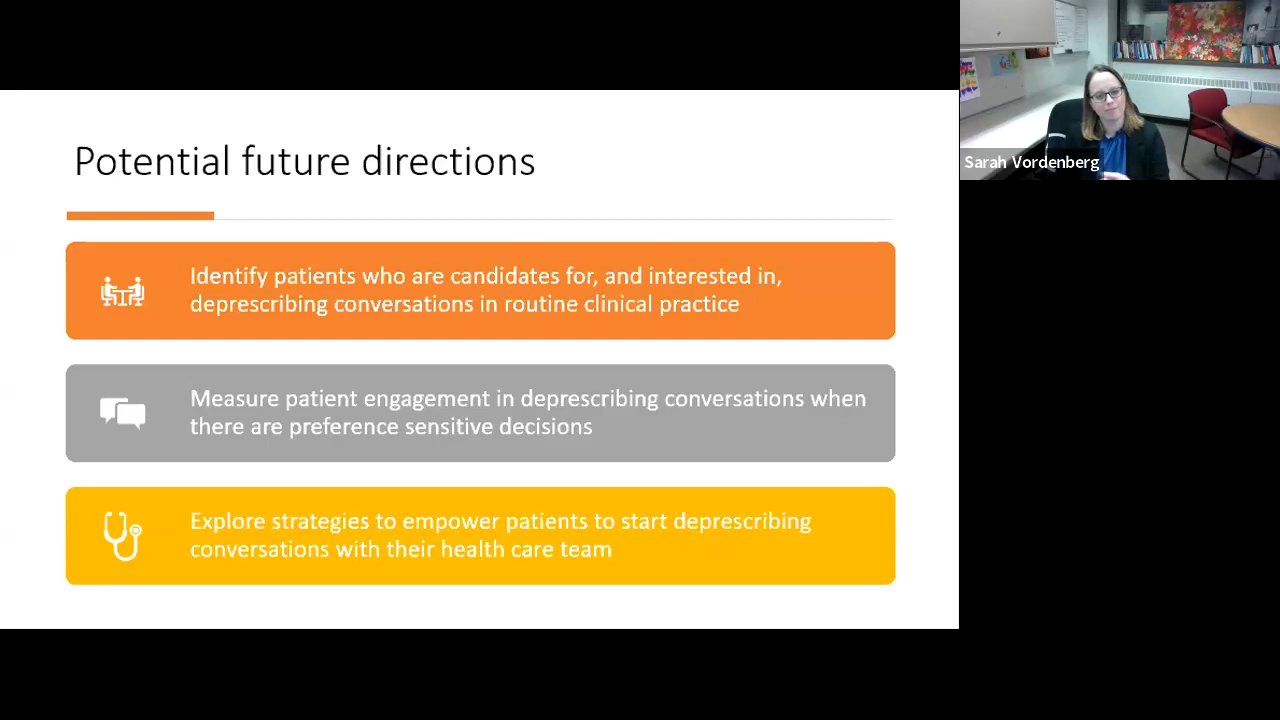 Potential future directions
Identify patients who are candidates for, and interested in,
deprescribing conversations in routine clinical practice
Measure patient engagement in deprescribing conversations when
there are preference sensitive decisions
Explore strategies to empower patients to start deprescribing
conversations with their health care team
Sarah Vordenberg